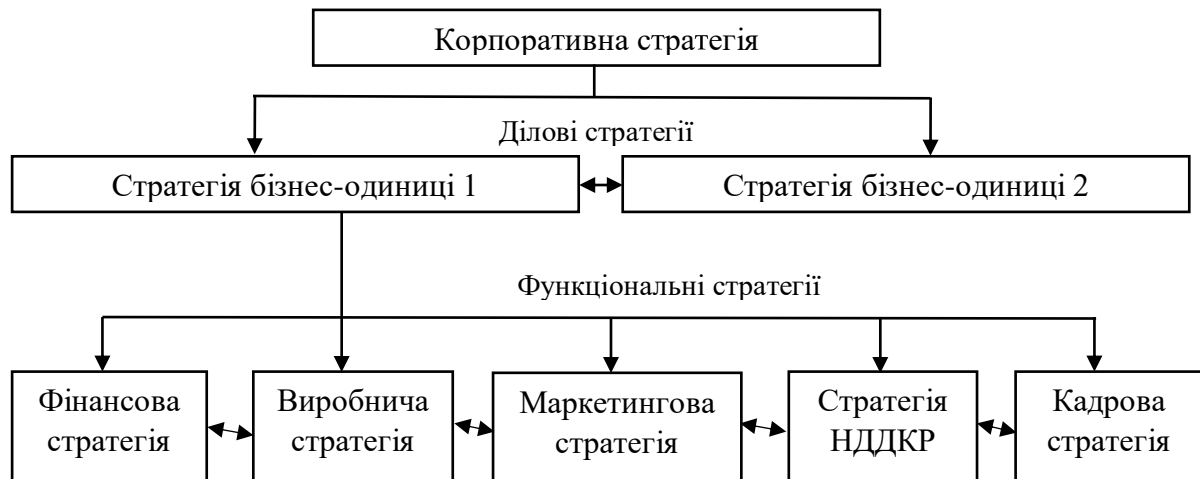 Корпоративна стратегія
Ділові стратегії
Стратегія бізнес-одиниці 1
Стратегія бізнес-одиниці 2
Функціональні стратегії
Фінансова
стратегія
Виробнича
стратегія
Маркетингова
стратегія
Стратегія
НДДКР
Кадрова
стратегія